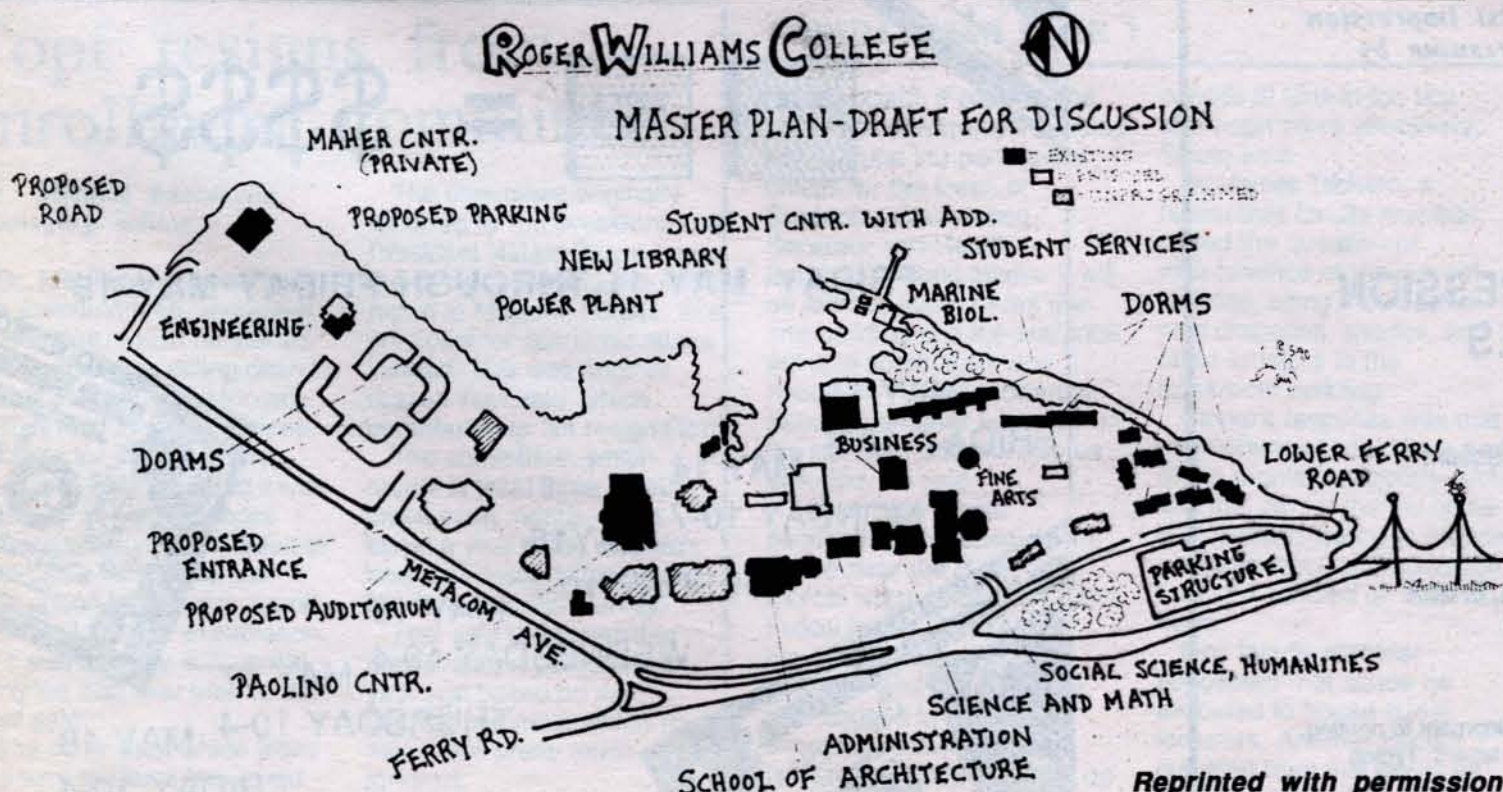 ROGER WILLIAMS COLLEGE
N
MASTER PLAN-DRAFT FOR DISCUSSION
- EXISTING
- UNPROGRAMMED
MAHER CNTR.
(PRIVATE)
PROPOSED
ROAD
PROPOSED PARKING
STUDENT CNTR. WITH ADD.
STUDENT SERVICES
NEW LIBRARY
POWER PLANT
MARINE
BIOL.
DORMS
ENGINEERING
BUSINESS
FINE
ARTS
LOWER FERRY
ROAD
DORMS
PROPOSED
ENTRANCE
PROPOSED AUDITORIUM
METACOM
AVE.
PARKING
STRUCTURE
PAOLINO CNTR.
SOCIAL SCIENCE, HUMANITIES
SCIENCE AND MATH
FERRY RD.
ADMINISTRATION
SCHOOL OF ARCHITECTURE
Reprinted with permission